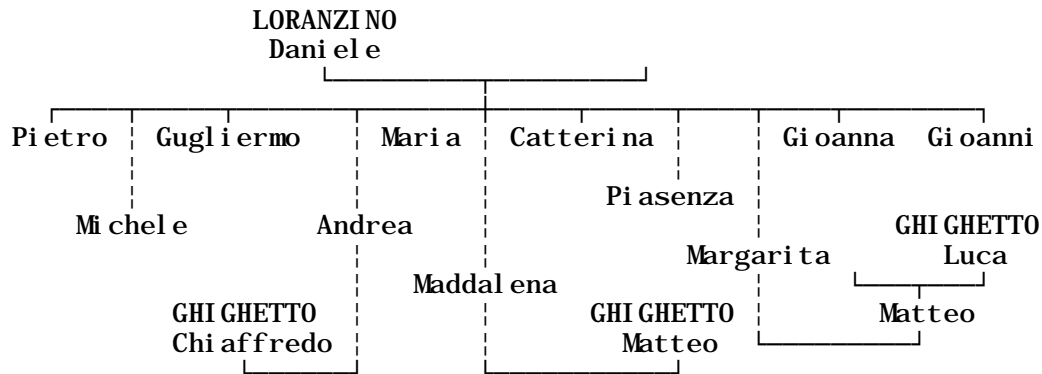 LORANZINO
Daniele
Pietro Gugliermo Maria Catterina Gioanna Gioanni
Piasenza
Michele Andrea GHIGHETTO
Margarita Luca
Maddalena
GHIGHETTO GHIGHETTO Matteo
Chiaffredo Matteo